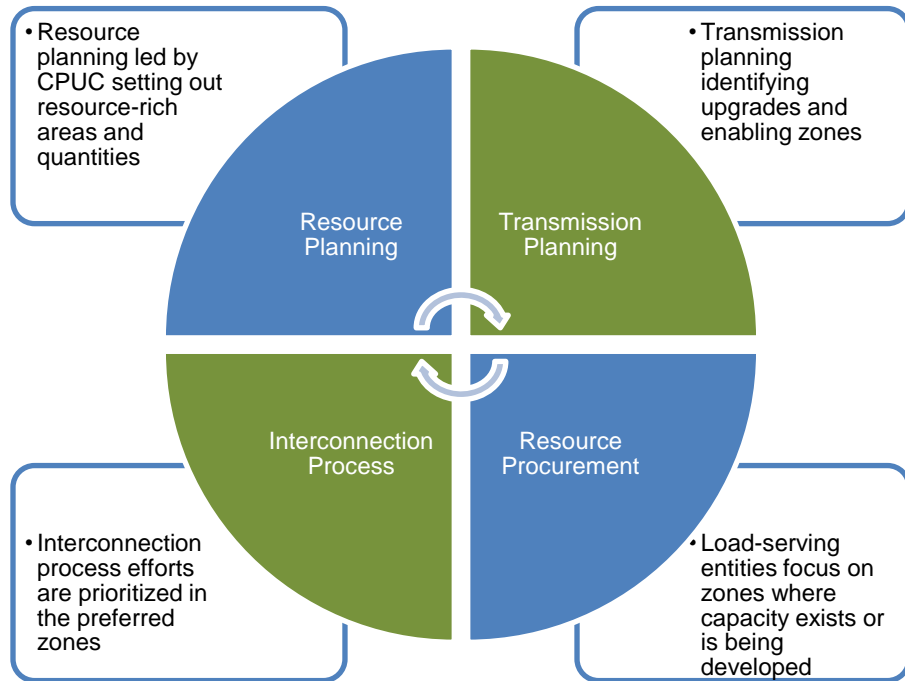 • Resource
planning led by
CPUC setting out
resource-rich
areas and
quantities
• Transmission
planning
identifying
upgrades and
enabling zones
Resource
Planning
Transmission
Planning
Interconnection
Process
Resource
Procurement
• Interconnection
process efforts
are prioritized in
the preferred
zones
• Load-serving
entities focus on
zones where
capacity exists or
is being
developed